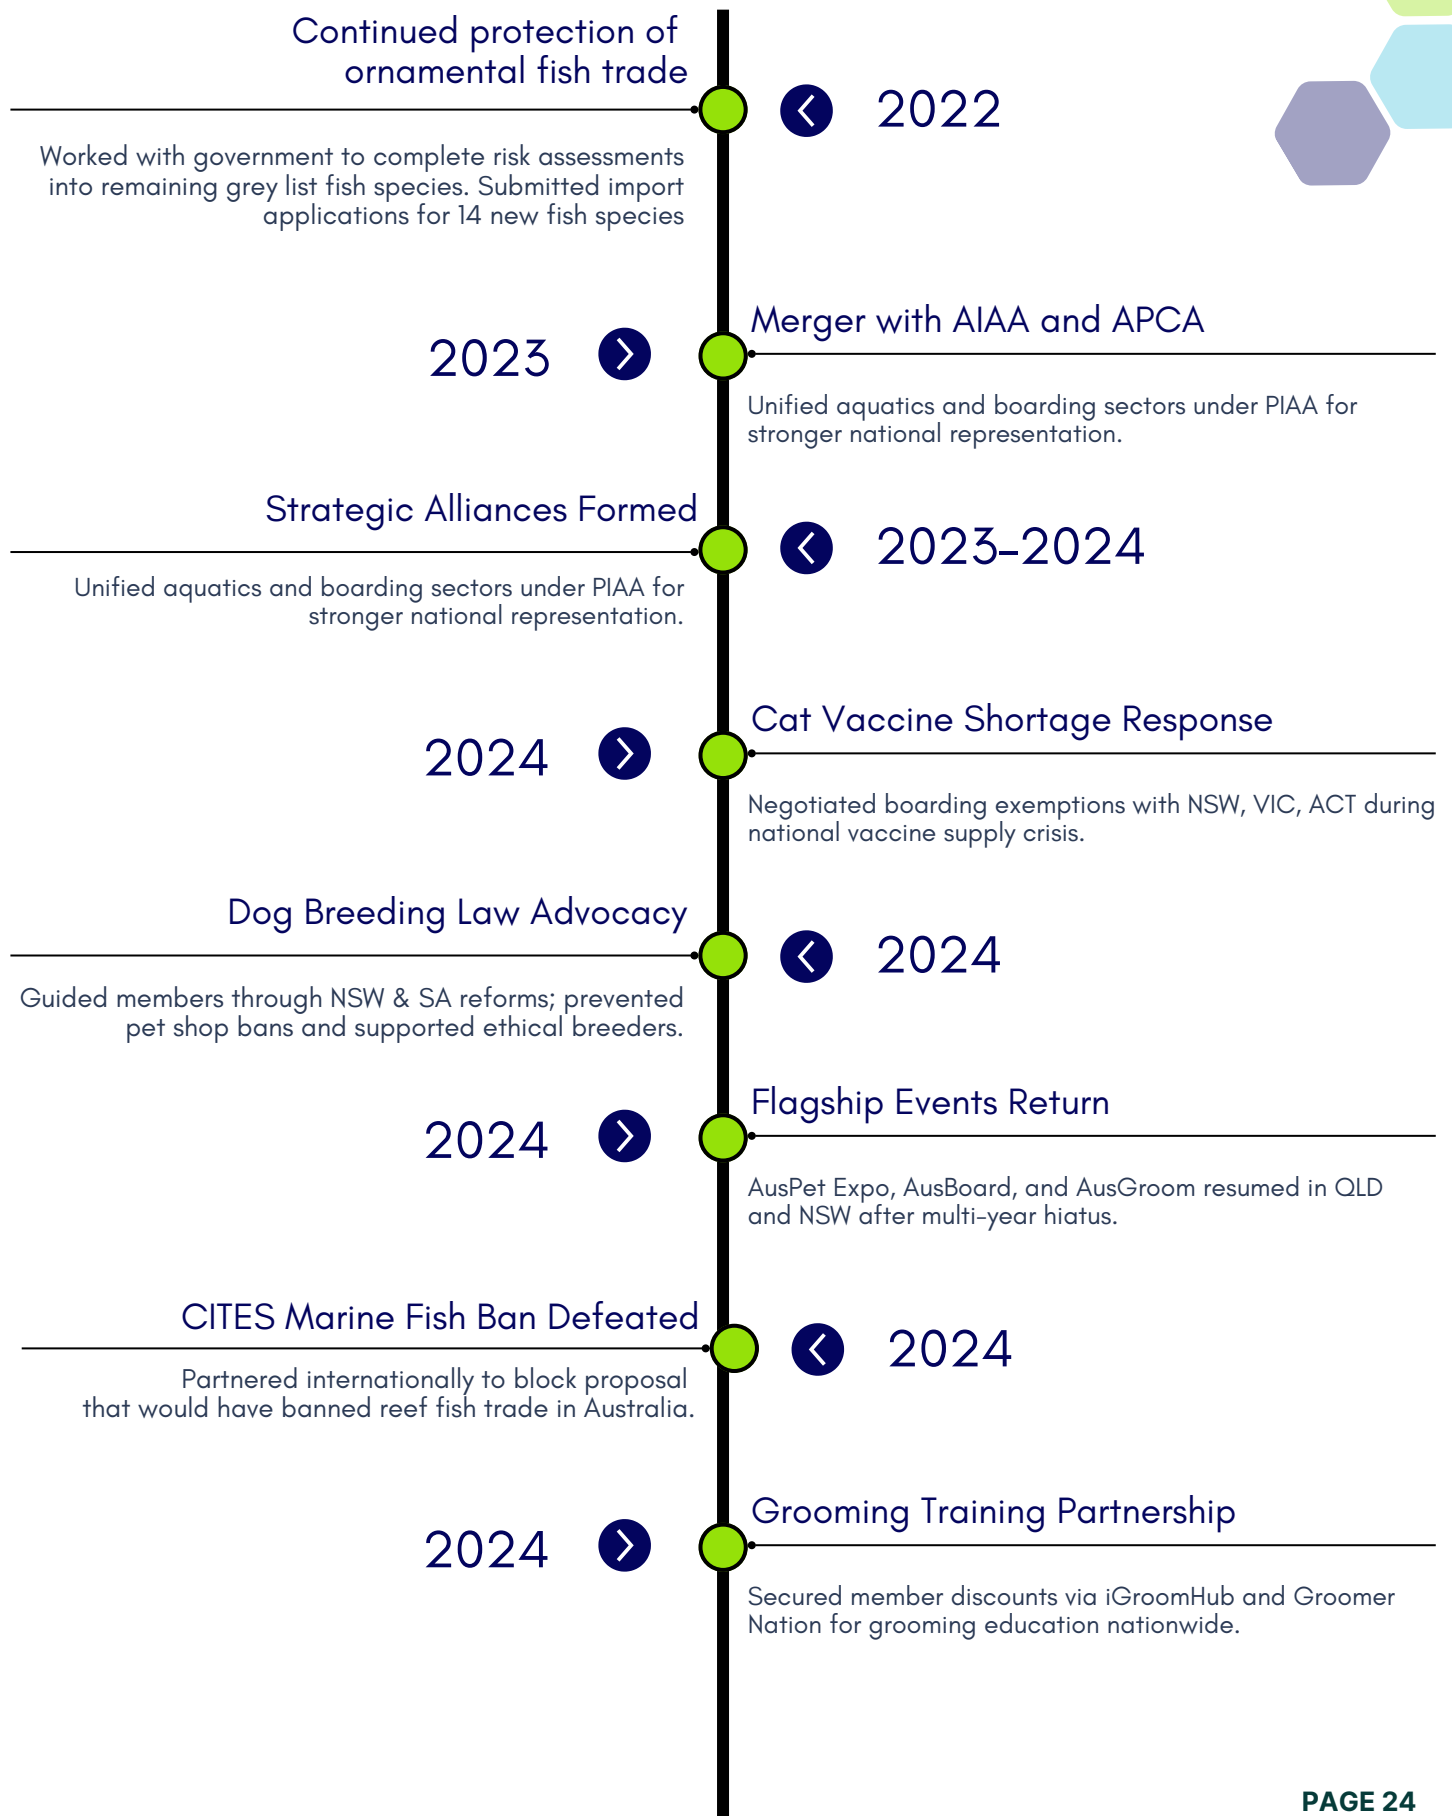 Continued protection of
ornamental fish trade
2022
Worked with government to complete risk assessments
into remaining grey list fish species. Submitted import
applications for 14 new fish species
Merger with AIAA and APCA
2023
Unified aquatics and boarding sectors under PIAA for
stronger national representation.
Strategic Alliances Formed
2023-2024
Unified aquatics and boarding sectors under PIAA for
stronger national representation.
Cat Vaccine Shortage Response
2024
Negotiated boarding exemptions with NSW, VIC, ACT during
national vaccine supply crisis.
Dog Breeding Law Advocacy
2024
Guided members through NSW & SA reforms; prevented
pet shop bans and supported ethical breeders.
Flagship Events Return
2024
AusPet Expo, AusBoard, and AusGroom resumed in QLD
and NSW after multi-year hiatus.
CITES Marine Fish Ban Defeated
2024
Partnered internationally to block proposal
that would have banned reef fish trade in Australia.
Grooming Training Partnership
2024
Secured member discounts via iGroomHub and Groomer
Nation for grooming education nationwide.
PAGE 24